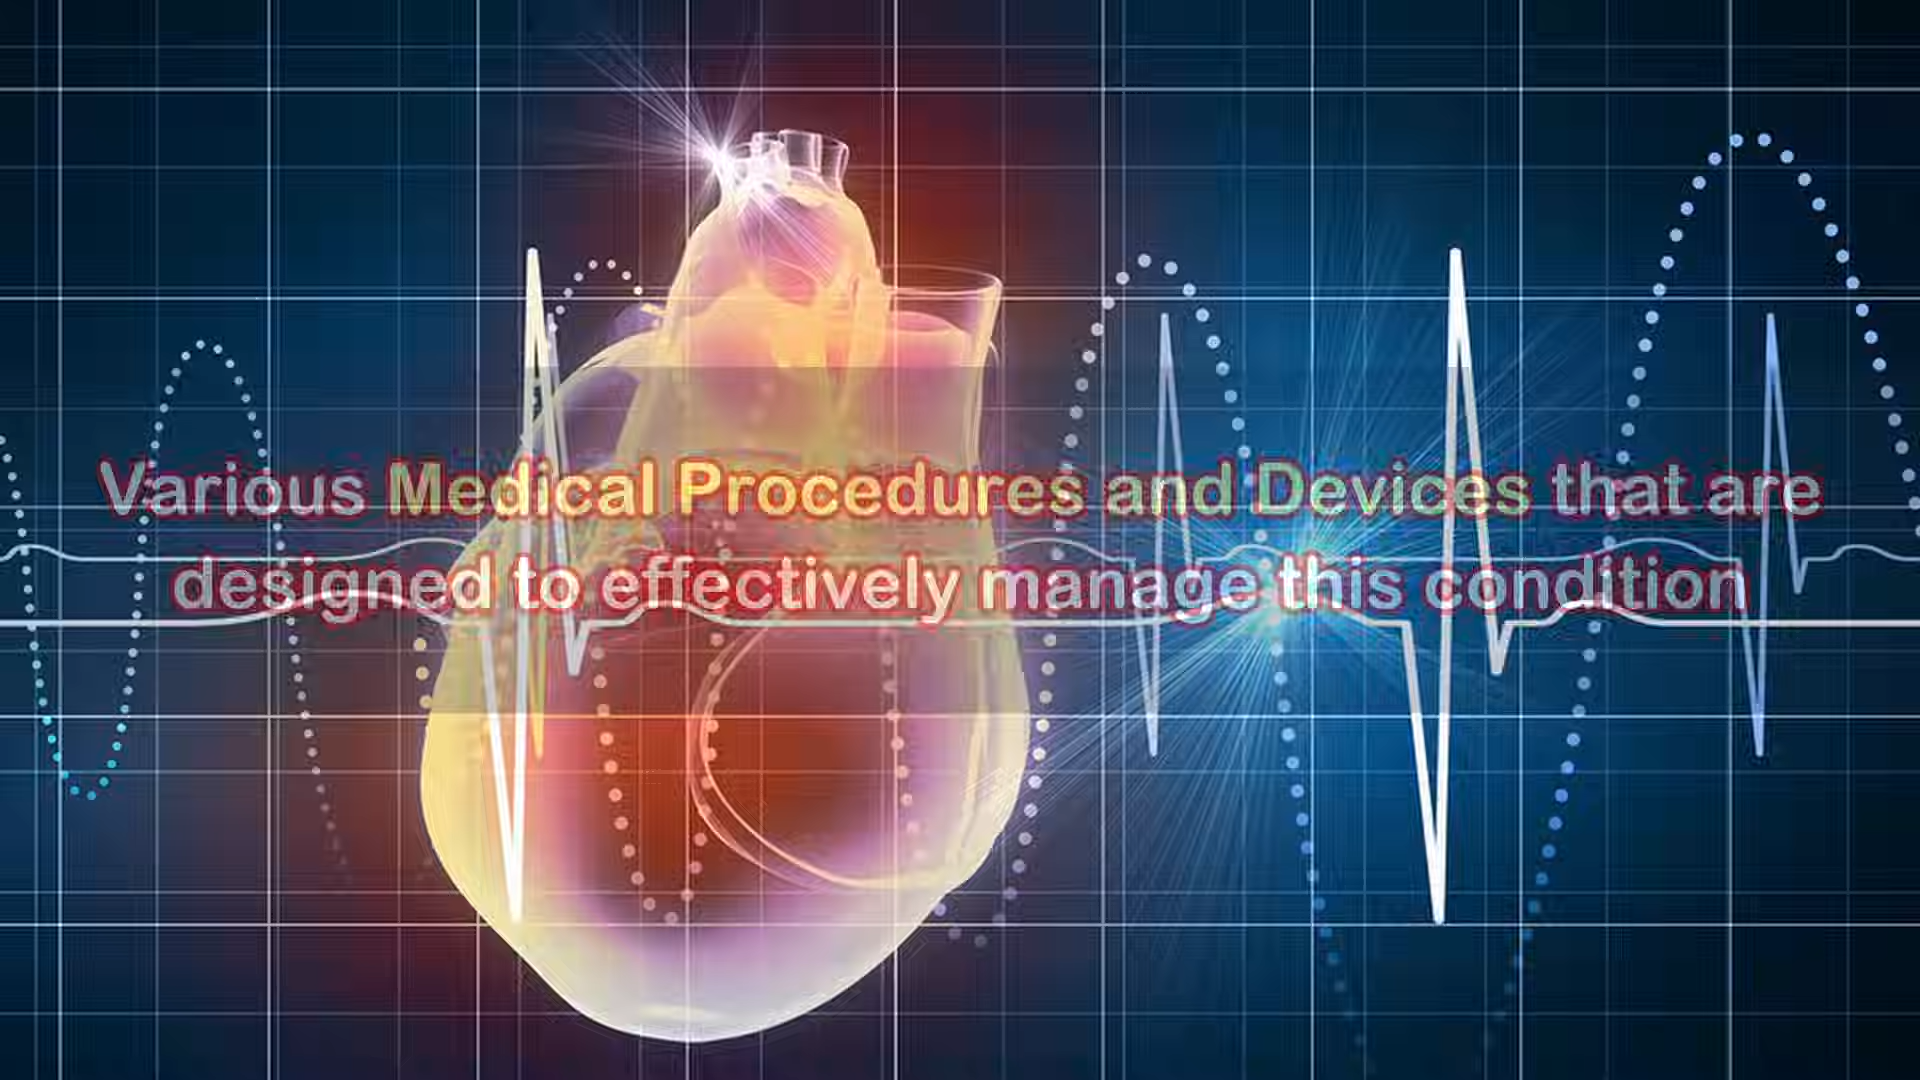 Various Medical Procedures and Devices that are
designed to effectively manage this condition